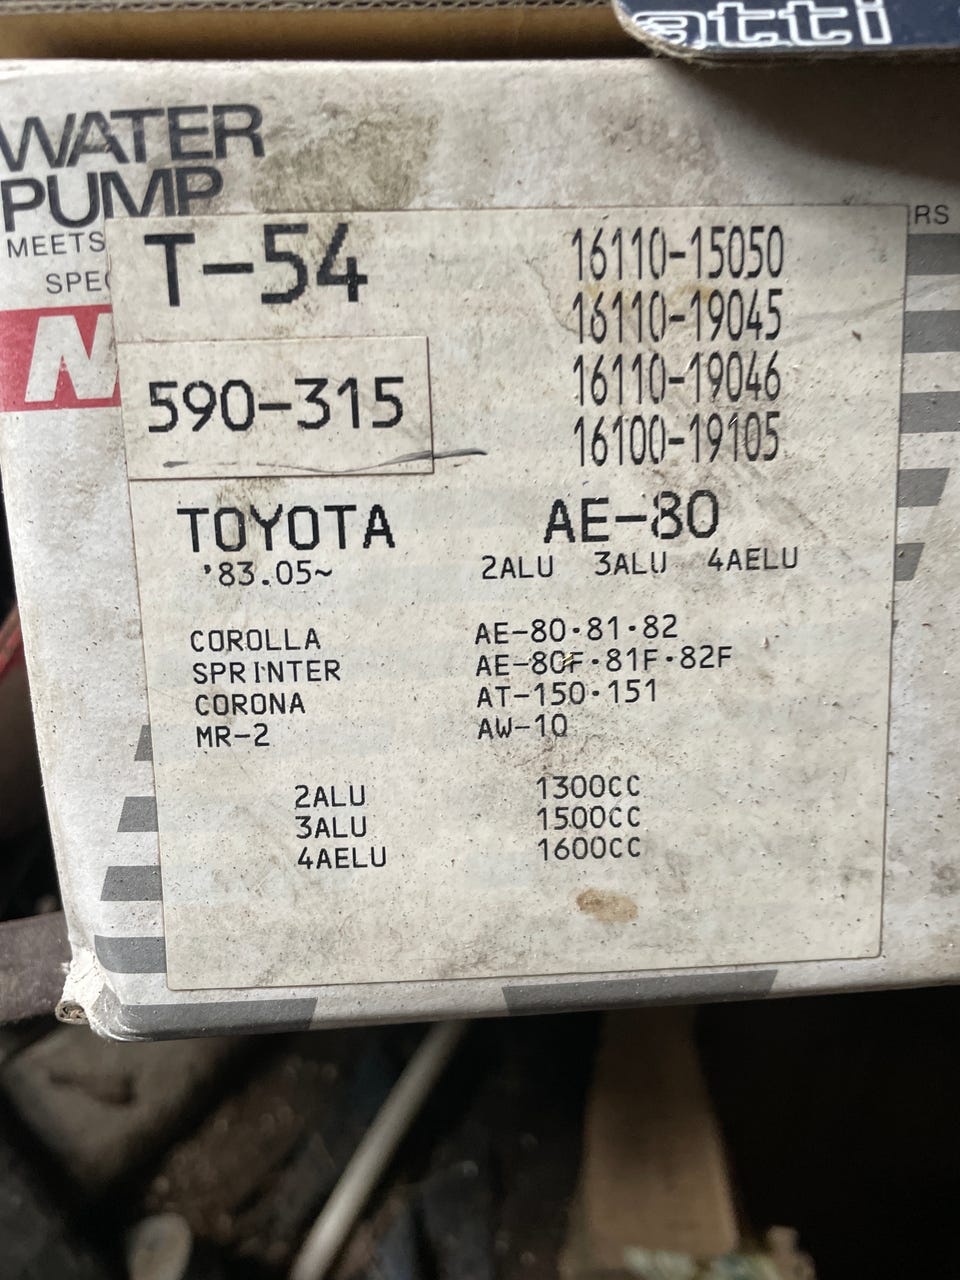 atti
WATER
PUMP
MEETS
RS
T-54
16110-15050
16110-19045
16110-19046
16100-19105
590-315
TOYOTA AE-80
'83.05~ 2ALU 3ALU 4AELU
COROLLA AE-80·81·82
SPRINTER AE-80F·81F·82F
CORONA AT-150·151
MR-2 AW-10
2ALU 1300CC
3ALU 1500CC
4AELU 1600CC